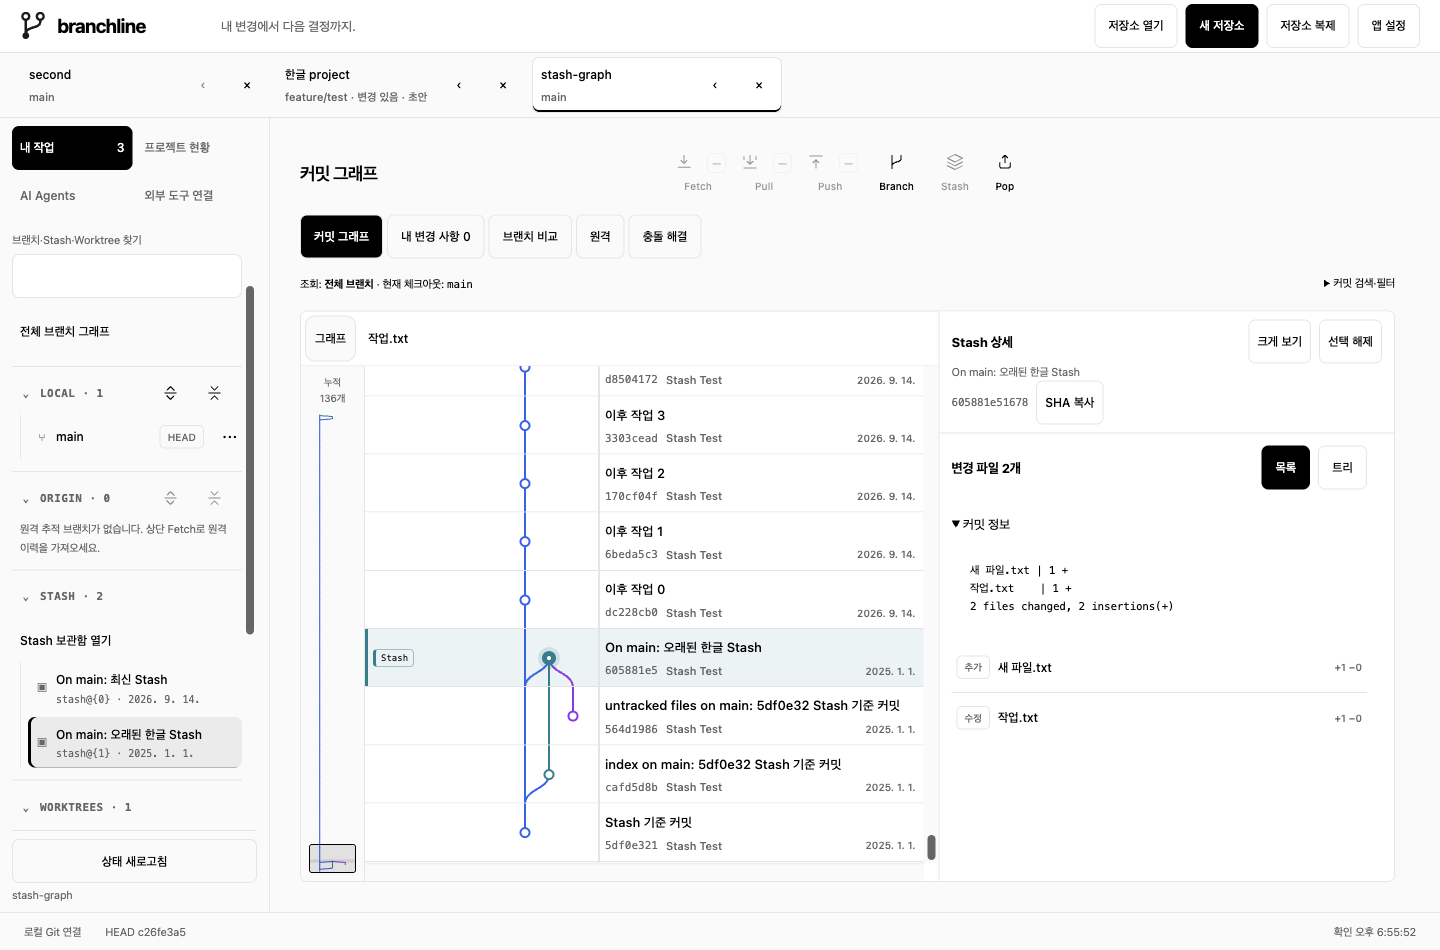 branchline
내 변경에서 다음 결정까지.
저장소 열기
새 저장소
저장소 복제
앱 설정
second
main
‹
×
한글 project
feature/test · 변경 있음 · 초안
‹
×
stash-graph
main
‹
×
내 작업 3
프로젝트 현황
AI Agents
외부 도구 연결
브랜치·Stash·Worktree 찾기
전체 브랜치 그래프
LOCAL · 1
main
HEAD
ORIGIN · 0
원격 추적 브랜치가 없습니다. 상단 Fetch로 원격
이력을 가져오세요.
STASH · 2
Stash 보관함 열기
On main: 최신 Stash
stash@{0} · 2026. 9. 14.
On main: 오래된 한글 Stash
stash@{1} · 2025. 1. 1.
WORKTREES · 1
상태 새로고침
stash-graph
커밋 그래프
Fetch
Pull
Push
Branch
Stash
Pop
커밋 그래프
내 변경 사항 0
브랜치 비교
원격
충돌 해결
조회: 전체 브랜치 · 현재 체크아웃: main
▶ 커밋 검색·필터
그래프
작업.txt
누적
136개
d8504172 Stash Test 2026. 9. 14.
이후 작업 3
3303cead Stash Test 2026. 9. 14.
이후 작업 2
170cf04f Stash Test 2026. 9. 14.
이후 작업 1
6beda5c3 Stash Test 2026. 9. 14.
이후 작업 0
dc228cb0 Stash Test 2026. 9. 14.
Stash
On main: 오래된 한글 Stash
605881e5 Stash Test 2025. 1. 1.
untracked files on main: 5df0e32 Stash 기준 커밋
564d1986 Stash Test 2025. 1. 1.
index on main: 5df0e32 Stash 기준 커밋
cafd5d8b Stash Test 2025. 1. 1.
Stash 기준 커밋
5df0e321 Stash Test 2025. 1. 1.
Stash 상세
크게 보기
선택 해제
On main: 오래된 한글 Stash
605881e51678
SHA 복사
변경 파일 2개
목록
트리
▼ 커밋 정보
새 파일.txt | 1 +
작업.txt | 1 +
2 files changed, 2 insertions(+)
추가 새 파일.txt +1 −0
수정 작업.txt +1 −0
로컬 Git 연결
HEAD c26fe3a5
확인 오후 6:55:52